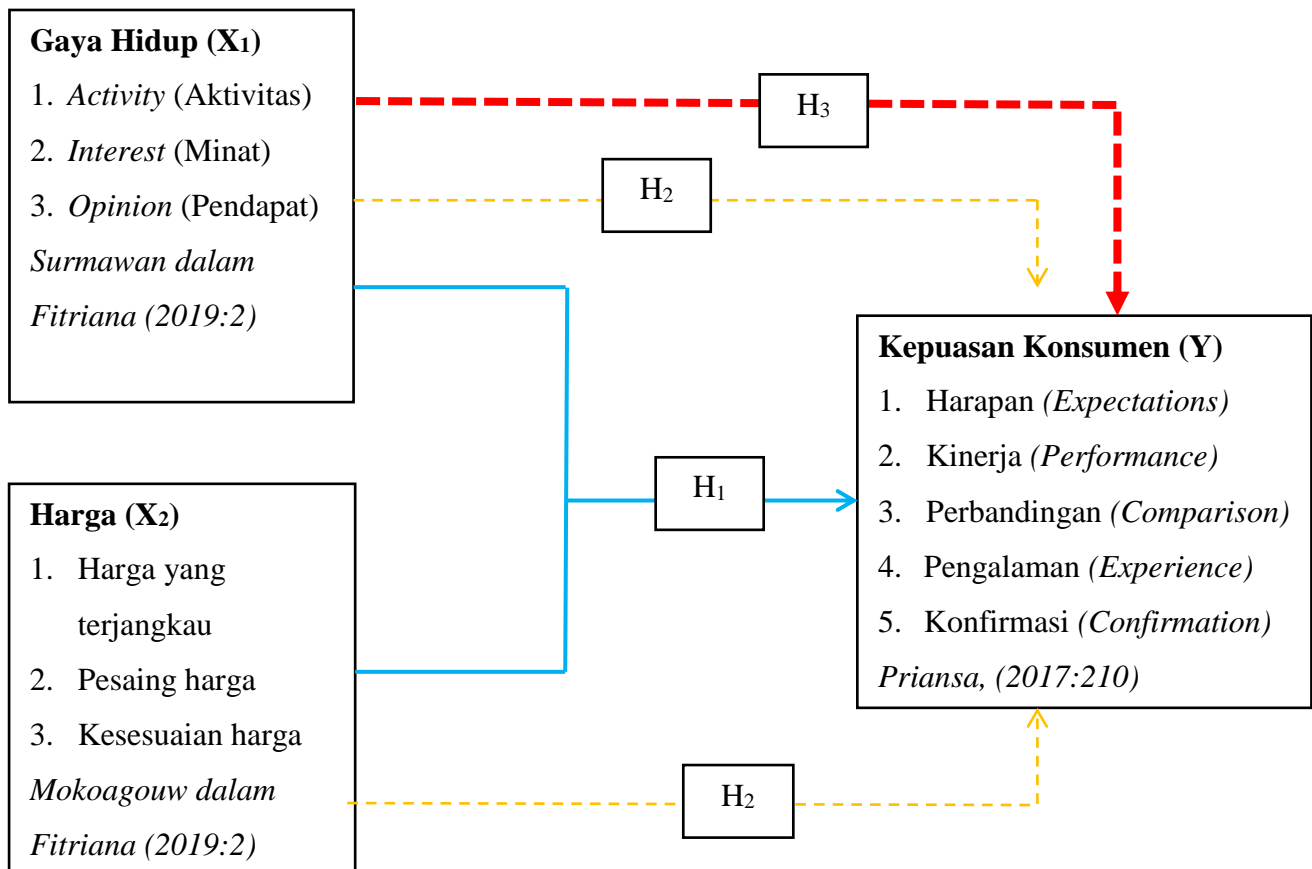 Gaya Hidup (X1)
1. Activity (Aktivitas)
2. Interest (Minat)
3. Opinion (Pendapat)
Surmawan dalam
Fitriana (2019:2)
H3
H2
Harga (X2)
1. Harga yang
terjangkau
2. Pesaing harga
3. Kesesuaian harga
Mokoagouw dalam
Fitriana (2019:2)
H1
H2
Kepuasan Konsumen (Y)
1. Harapan (Expectations)
2. Kinerja (Performance)
3. Perbandingan (Comparison)
4. Pengalaman (Experience)
5. Konfirmasi (Confirmation)
Priansa, (2017:210)